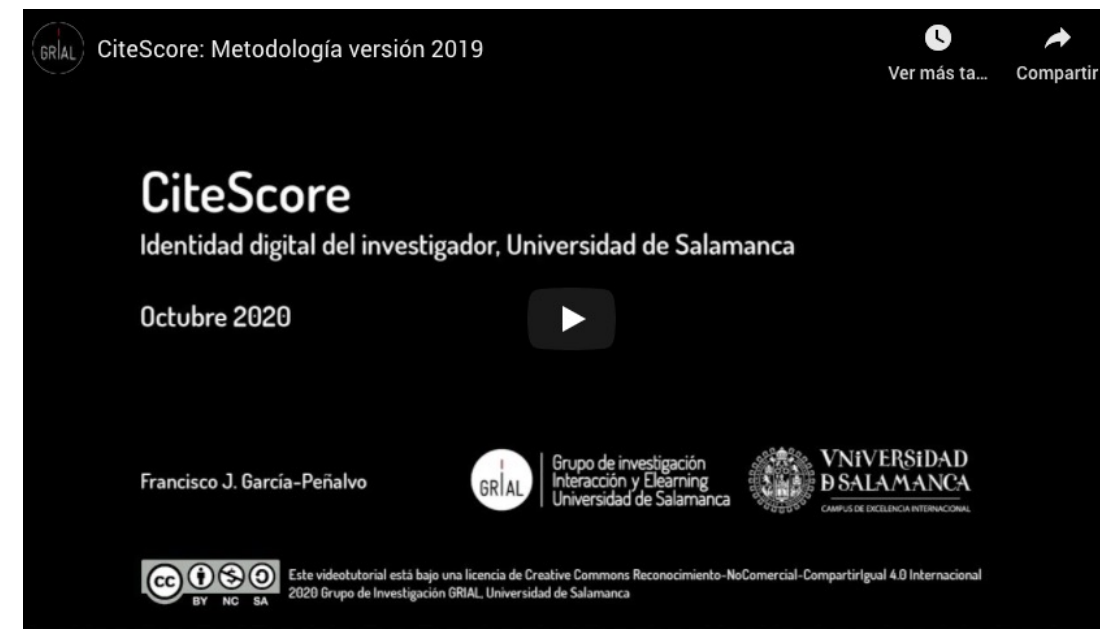 GRIAL
CiteScore: Metodología versión 2019
Ver más ta...
Compartir
CiteScore
Identidad digital del investigador, Universidad de Salamanca
Octubre 2020
Francisco J. García-Peñalvo
GRIAL
Grupo de investigación
Interacción y Elearning
Universidad de Salamanca
VNiVERSiDAD
D SALAMANCA
CAMPUS DE EXCELENCIA INTERNACIONAL
cc
BY NC SA
Este videotutorial está bajo una licencia de Creative Commons Reconocimiento-NoComercial-CompartirIgual 4.0 Internacional
2020 Grupo de Investigación GRIAL, Universidad de Salamanca